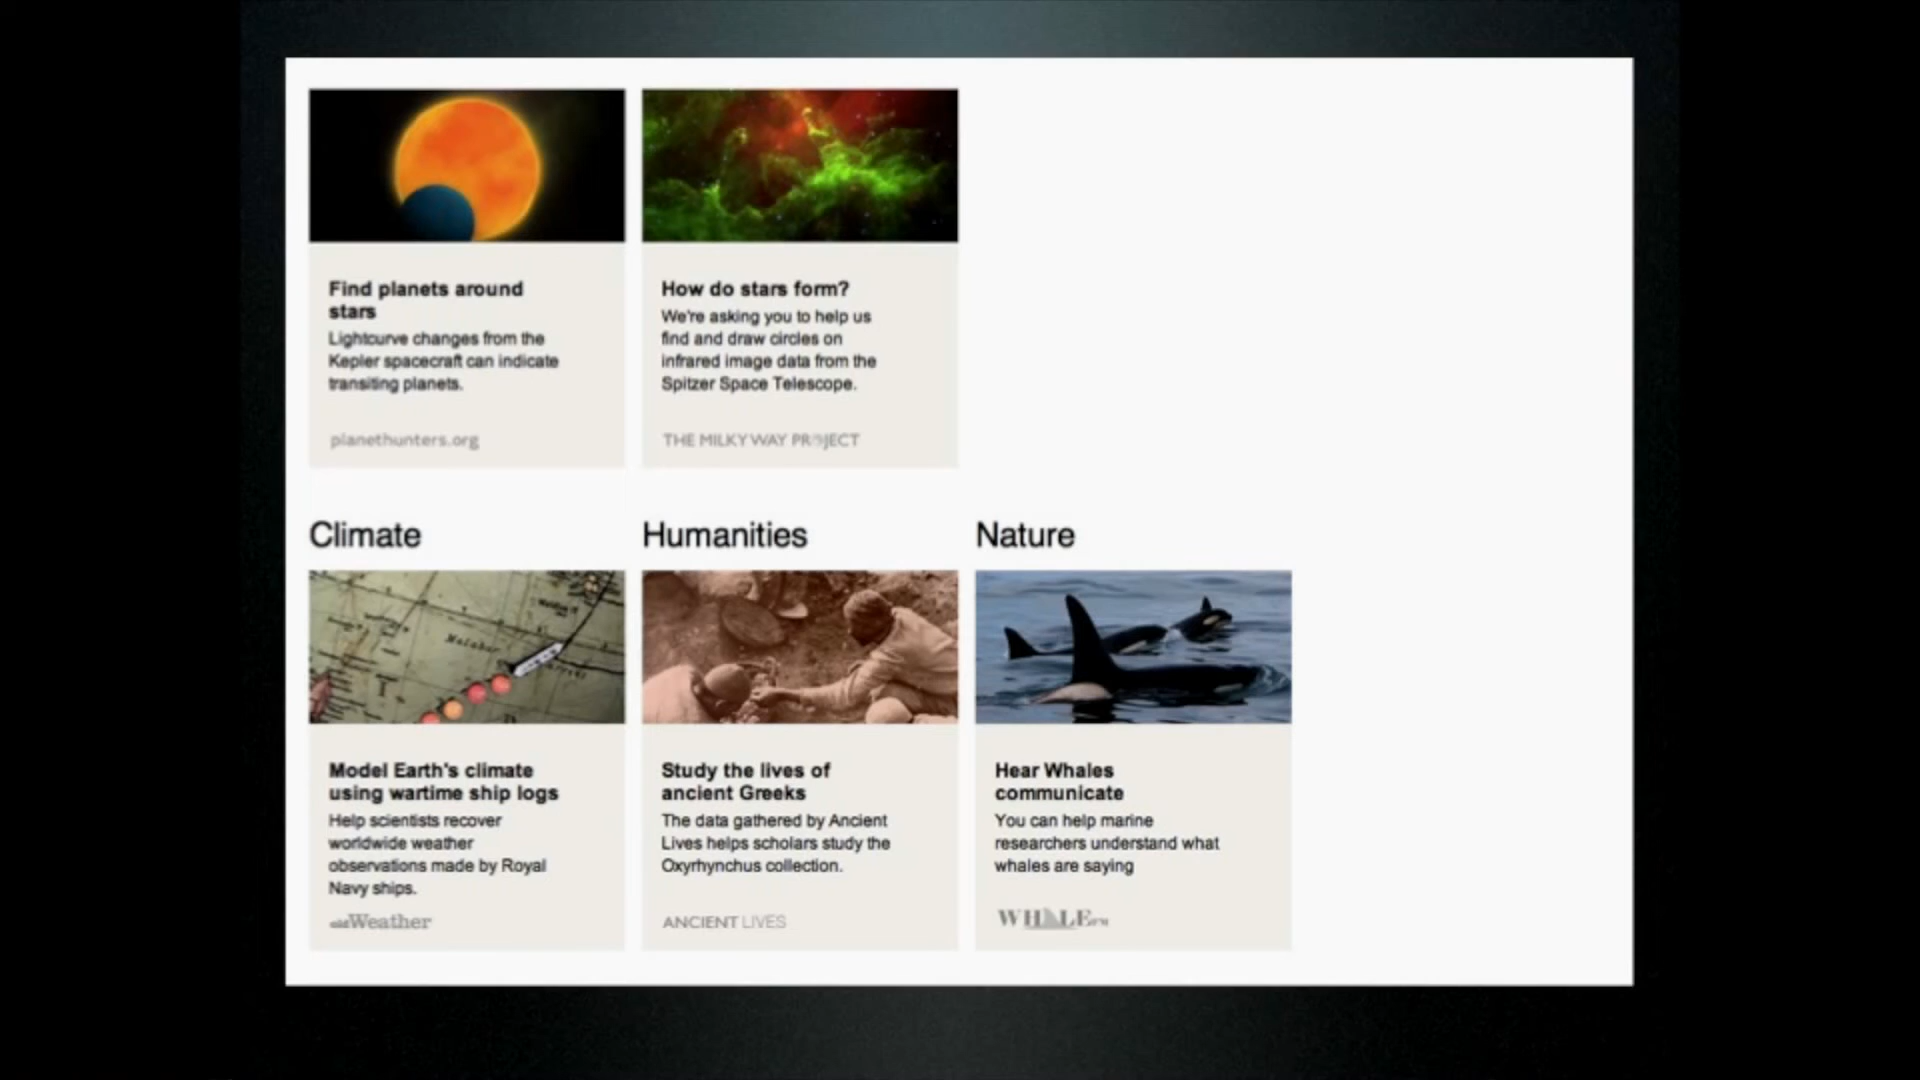 Find planets around
stars
Lightcurve changes from the
Kepler spacecraft can indicate
transiting planets.
planethunters.org
How do stars form?
We're asking you to help us
find and draw circles on
infrared image data from the
Spitzer Space Telescope.
THE MILKY WAY PROJECT
Climate
Model Earth's climate
using wartime ship logs
Help scientists recover
worldwide weather
observations made by Royal
Navy ships.
oldWeather
Humanities
Study the lives of
ancient Greeks
The data gathered by Ancient
Lives helps scholars study the
Oxyrhynchus collection.
ANCIENT LIVES
Nature
Malabar
Hear Whales
communicate
You can help marine
researchers understand what
whales are saying
WHALE